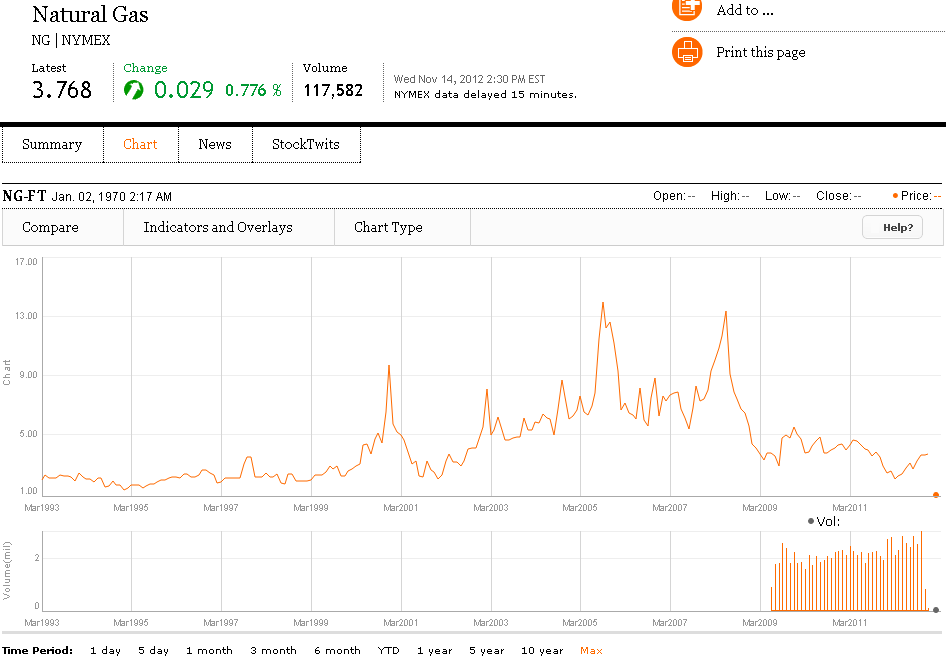 Natural Gas
Add to ...
NG | NYMEX
Print this page
Latest Change Volume
3.768 0.029 0.776 % 117,582
Wed Nov 14, 2012 2:30 PM EST
NYMEX data delayed 15 minutes.
Summary Chart News StockTwits
NG-FT Jan. 02, 1970 2:17 AM Open:-- High:-- Low:-- Close:-- Price:--
Compare Indicators and Overlays Chart Type Help?
17.00
13.00
9.00
Chart
5.00
1.00
Mar1993 Mar1995 Mar1997 Mar1999 Mar2001 Mar2003 Mar2005 Mar2007 Mar2009 Mar2011
Vol:
Volume(mil)
2
0
Mar1993 Mar1995 Mar1997 Mar1999 Mar2001 Mar2003 Mar2005 Mar2007 Mar2009 Mar2011
Time Period: 1 day 5 day 1 month 3 month 6 month YTD 1 year 5 year 10 year Max